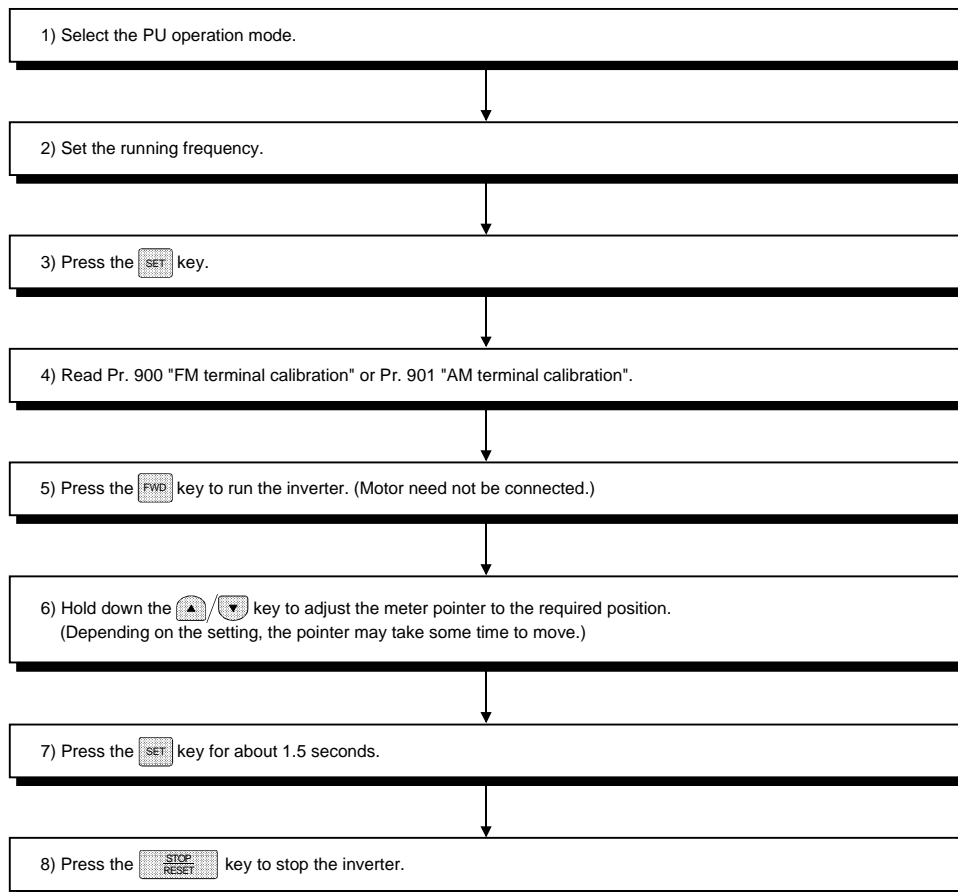 1) Select the PU operation mode.
2) Set the running frequency.
3) Press the SET key.
4) Read Pr. 900 "FM terminal calibration" or Pr. 901 "AM terminal calibration".
5) Press the FWD key to run the inverter. (Motor need not be connected.)
6) Hold down the ▲/▼ key to adjust the meter pointer to the required position.
(Depending on the setting, the pointer may take some time to move.)
7) Press the SET key for about 1.5 seconds.
8) Press the STOP RESET key to stop the inverter.